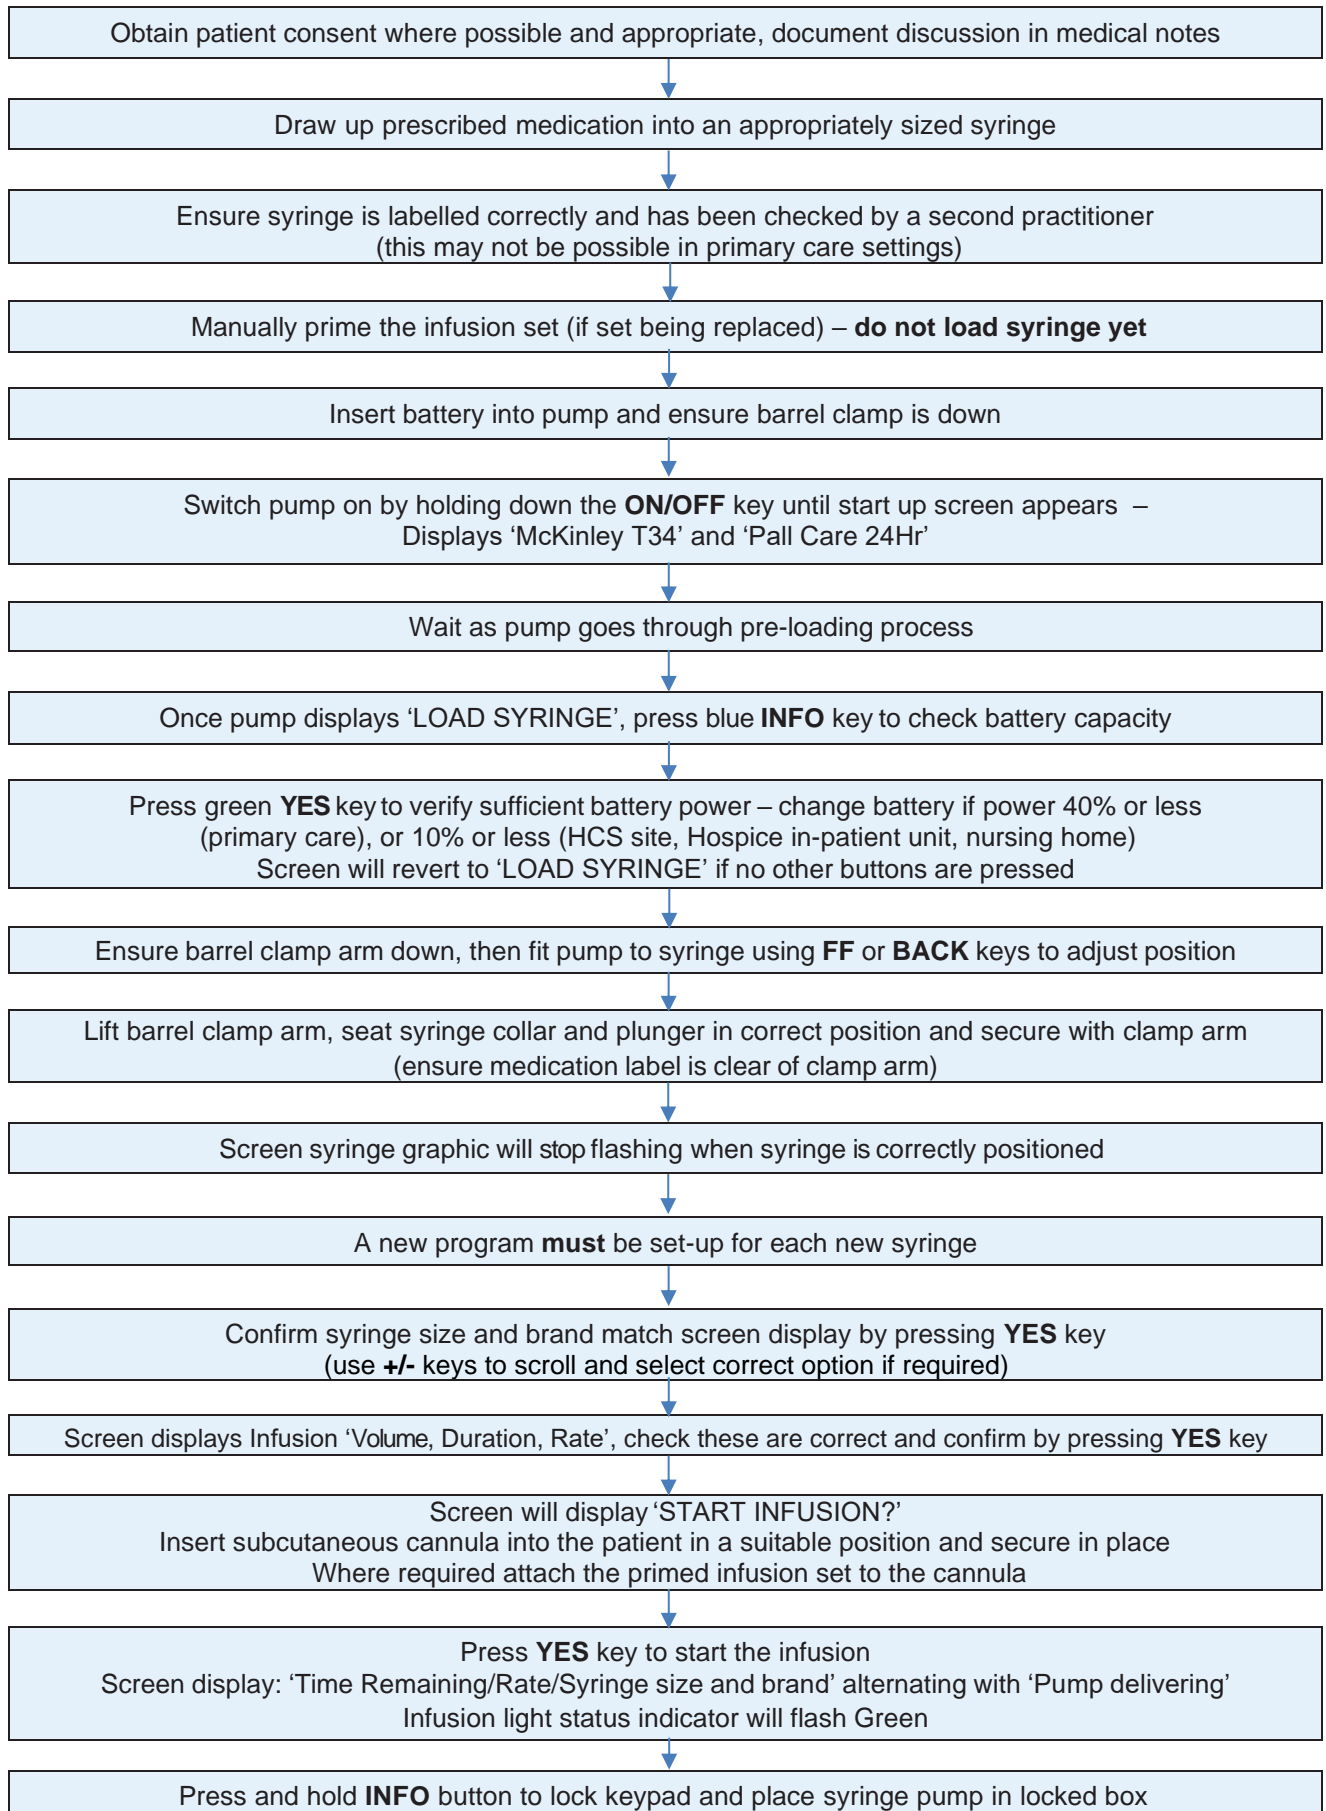 Obtain patient consent where possible and appropriate, document discussion in medical notes
Draw up prescribed medication into an appropriately sized syringe
Ensure syringe is labelled correctly and has been checked by a second practitioner
(this may not be possible in primary care settings)
Manually prime the infusion set (if set being replaced) – do not load syringe yet
Insert battery into pump and ensure barrel clamp is down
Switch pump on by holding down the ON/OFF key until start up screen appears –
Displays ‘McKinley T34’ and ‘Pall Care 24Hr’
Wait as pump goes through pre-loading process
Once pump displays ‘LOAD SYRINGE’, press blue INFO key to check battery capacity
Press green YES key to verify sufficient battery power – change battery if power 40% or less
(primary care), or 10% or less (HCS site, Hospice in-patient unit, nursing home)
Screen will revert to ‘LOAD SYRINGE’ if no other buttons are pressed
Ensure barrel clamp arm down, then fit pump to syringe using FF or BACK keys to adjust position
Lift barrel clamp arm, seat syringe collar and plunger in correct position and secure with clamp arm
(ensure medication label is clear of clamp arm)
Screen syringe graphic will stop flashing when syringe is correctly positioned
A new program must be set-up for each new syringe
Confirm syringe size and brand match screen display by pressing YES key
(use +/- keys to scroll and select correct option if required)
Screen displays Infusion ‘Volume, Duration, Rate’, check these are correct and confirm by pressing YES key
Screen will display ‘START INFUSION?’
Insert subcutaneous cannula into the patient in a suitable position and secure in place
Where required attach the primed infusion set to the cannula
Press YES key to start the infusion
Screen display: ‘Time Remaining/Rate/Syringe size and brand’ alternating with ‘Pump delivering’
Infusion light status indicator will flash Green
Press and hold INFO button to lock keypad and place syringe pump in locked box